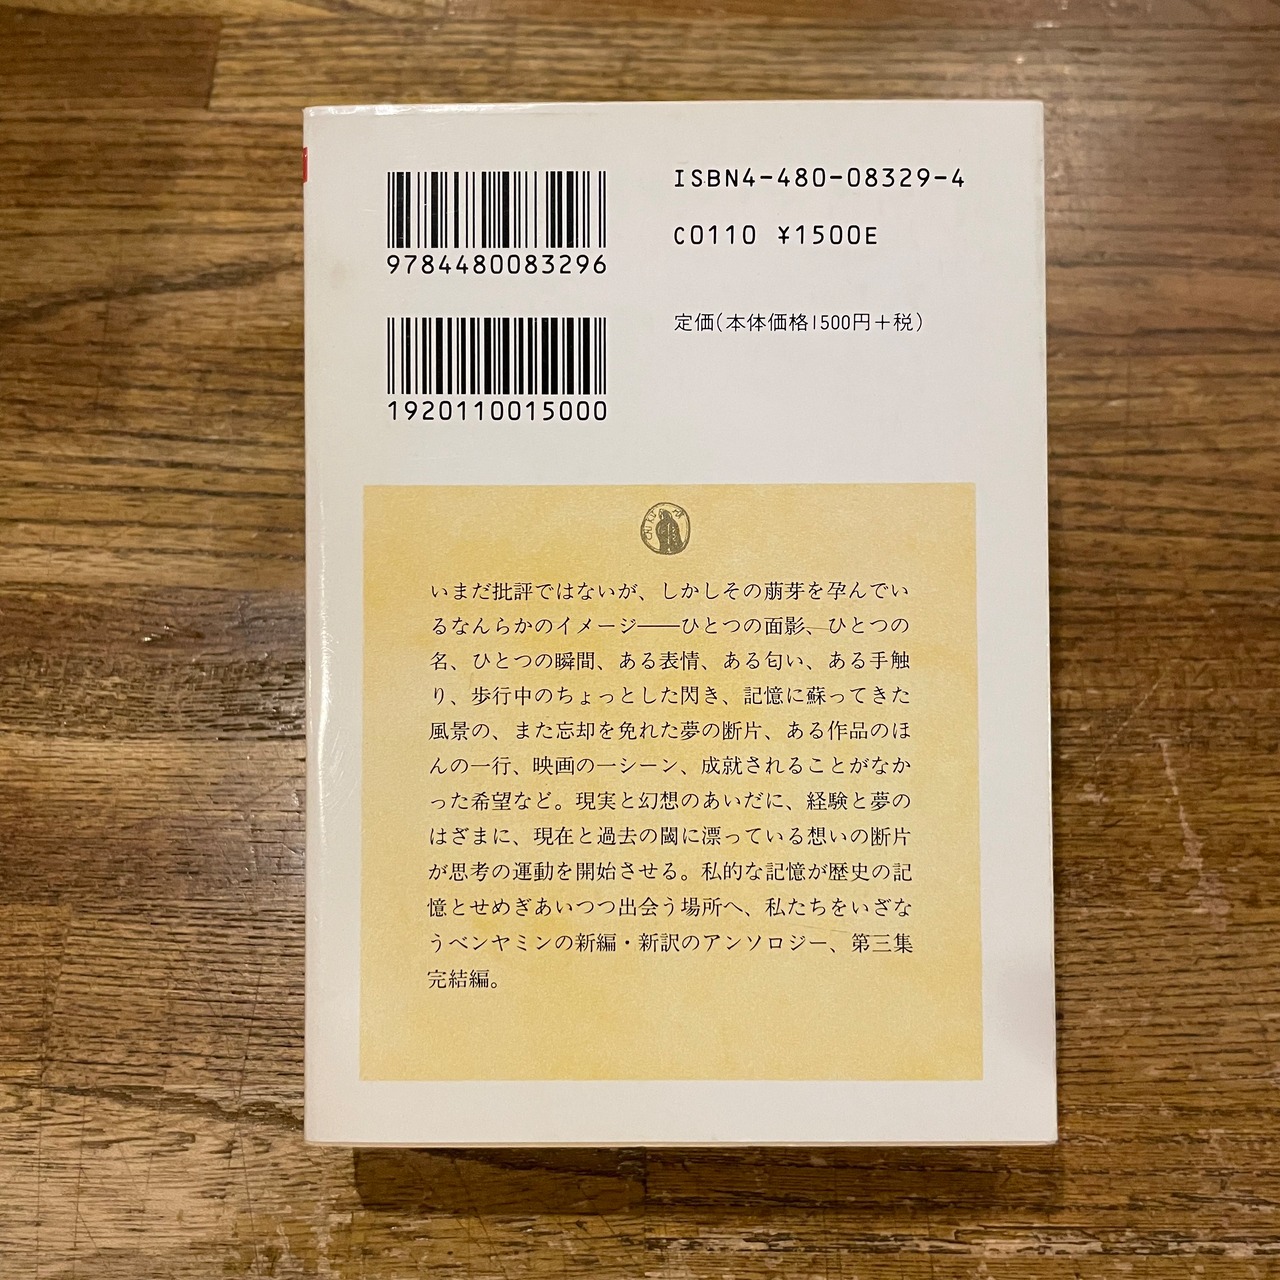 ISBN4-480-08329-4
C0110 ¥1500E
定価(本体価格1500円+税)
9784480083296
1920110015000
いまだ批評ではないが、しかしその萠芽を孕んでい
るなんらかのイメージ――ひとつの面影、ひとつの
名、ひとつの瞬間、ある表情、ある匂い、ある手触
り、歩行中のちょっとした閃き、記憶に蘇ってきた
風景の、また忘却を免れた夢の断片、ある作品のほ
んの一行、映画の一シーン、成就されることがなか
った希望など。現実と幻想のあいだに、経験と夢の
はざまに、現在と過去の閾に漂っている想いの断片
が思考の運動を開始させる。私的な記憶が歴史の記
憶とせめぎあいつつ出会う場所へ、私たちをいざな
うベンヤミンの新編・新訳のアンソロジー、第三集
完結編。